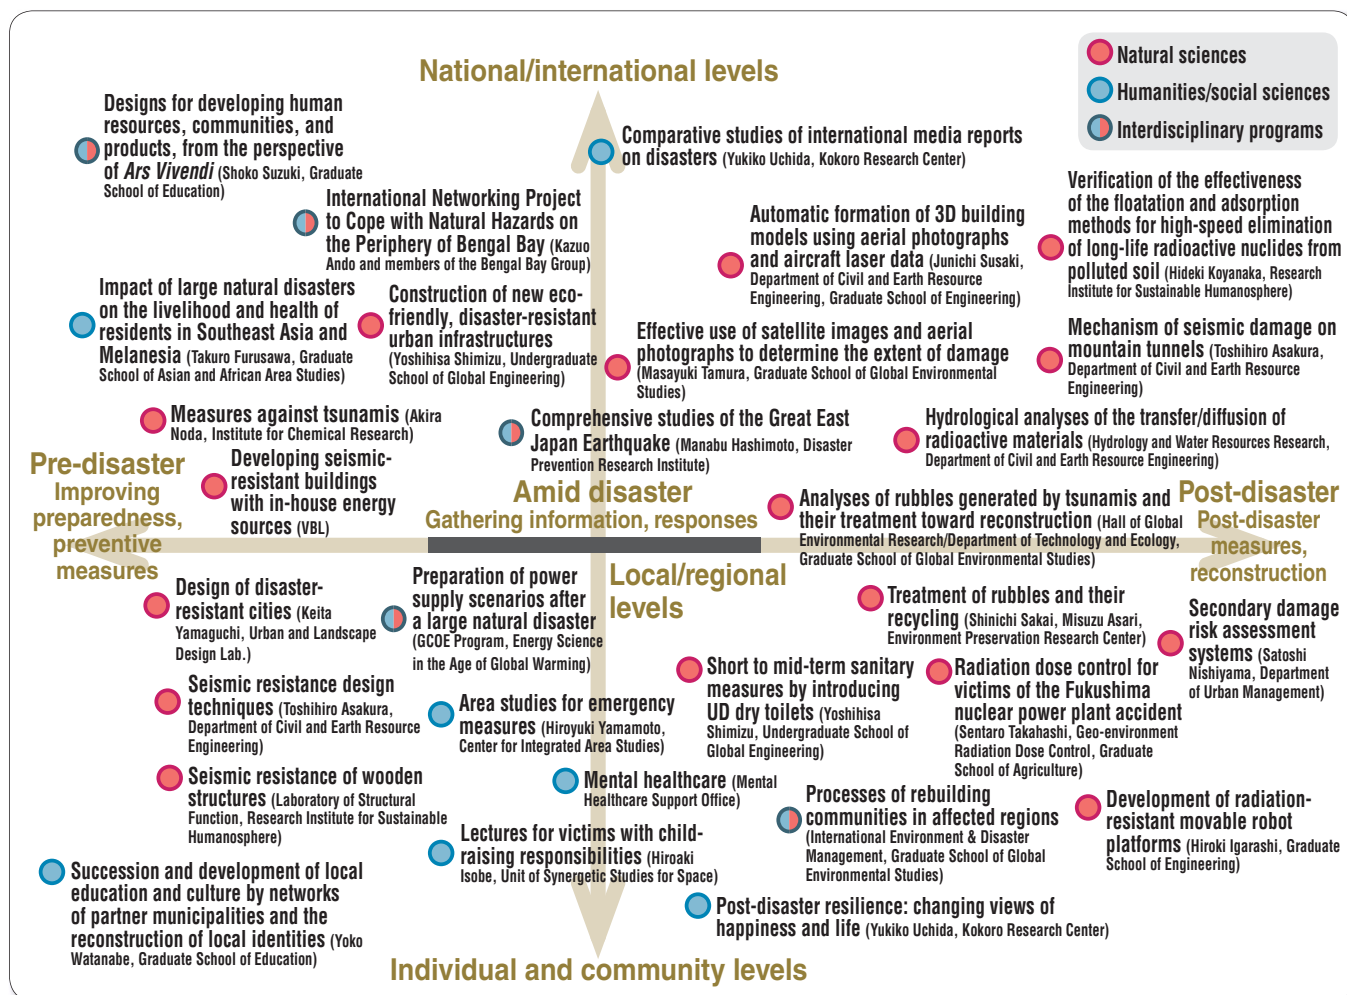 National/international levels
Natural sciences
Humanities/social sciences
Interdisciplinary programs
Designs for developing human
resources, communities, and
products, from the perspective
of Ars Vivendi (Shoko Suzuki, Graduate
School of Education)
Comparative studies of international media reports
on disasters (Yukiko Uchida, Kokoro Research Center)
International Networking Project
to Cope with Natural Hazards on
the Periphery of Bengal Bay (Kazuo
Ando and members of the Bengal Bay Group)
Automatic formation of 3D building
models using aerial photographs
and aircraft laser data (Junichi Susaki,
Department of Civil and Earth Resource
Engineering, Graduate School of Engineering)
Verification of the effectiveness
of the floatation and adsorption
methods for high-speed elimination
of long-life radioactive nuclides from
polluted soil (Hideki Koyanaka, Research
Institute for Sustainable Humanosphere)
Impact of large natural disasters
on the livelihood and health of
residents in Southeast Asia and
Melanesia (Takuro Furusawa, Graduate
School of Asian and African Area Studies)
Construction of new eco-
friendly, disaster-resistant
urban infrastructures
(Yoshihisa Shimizu, Undergraduate
School of Global Engineering)
Effective use of satellite images and aerial
photographs to determine the extent of damage
(Masayuki Tamura, Graduate School of Global Environmental
Studies)
Mechanism of seismic damage on
mountain tunnels (Toshihiro Asakura,
Department of Civil and Earth Resource
Engineering)
Measures against tsunamis (Akira
Noda, Institute for Chemical Research)
Comprehensive studies of the Great East
Japan Earthquake (Manabu Hashimoto, Disaster
Prevention Research Institute)
Hydrological analyses of the transfer/diffusion of
radioactive materials (Hydrology and Water Resources Research,
Department of Civil and Earth Resource Engineering)
Pre-disaster
Improving
preparedness,
preventive
measures
Developing seismic-
resistant buildings
with in-house energy
sources (VBL)
Amid disaster
Gathering information, responses
Analyses of rubbles generated by tsunamis and
their treatment toward reconstruction (Hall of Global
Environmental Research/Department of Technology and Ecology,
Graduate School of Global Environmental Studies)
Post-disaster
Post-disaster
measures,
reconstruction
Local/regional
levels
Design of disaster-
resistant cities (Keita
Yamaguchi, Urban and Landscape
Design Lab.)
Preparation of power
supply scenarios after
a large natural disaster
(GCOE Program, Energy Science
in the Age of Global Warming)
Treatment of rubbles and their
recycling (Shinichi Sakai, Misuzu Asari,
Environment Preservation Research Center)
Secondary damage
risk assessment
systems (Satoshi
Nishiyama, Department
of Urban Management)
Seismic resistance design
techniques (Toshihiro Asakura,
Department of Civil and Earth Resource
Engineering)
Area studies for emergency
measures (Hiroyuki Yamamoto,
Center for Integrated Area Studies)
Short to mid-term sanitary
measures by introducing
UD dry toilets (Yoshihisa
Shimizu, Undergraduate School of
Global Engineering)
Radiation dose control for
victims of the Fukushima
nuclear power plant accident
(Sentaro Takahashi, Geo-environment
Radiation Dose Control, Graduate
School of Agriculture)
Seismic resistance of wooden
structures (Laboratory of Structural
Function, Research Institute for Sustainable
Humanosphere)
Mental healthcare (Mental
Healthcare Support Office)
Processes of rebuilding
communities in affected regions
(International Environment & Disaster
Management, Graduate School of Global
Environmental Studies)
Development of radiation-
resistant movable robot
platforms (Hiroki Igarashi, Graduate
School of Engineering)
Lectures for victims with child-
raising responsibilities (Hiroaki
Isobe, Unit of Synergetic Studies for Space)
Succession and development of local
education and culture by networks
of partner municipalities and the
reconstruction of local identities (Yoko
Watanabe, Graduate School of Education)
Post-disaster resilience: changing views of
happiness and life (Yukiko Uchida, Kokoro Research Center)
Individual and community levels